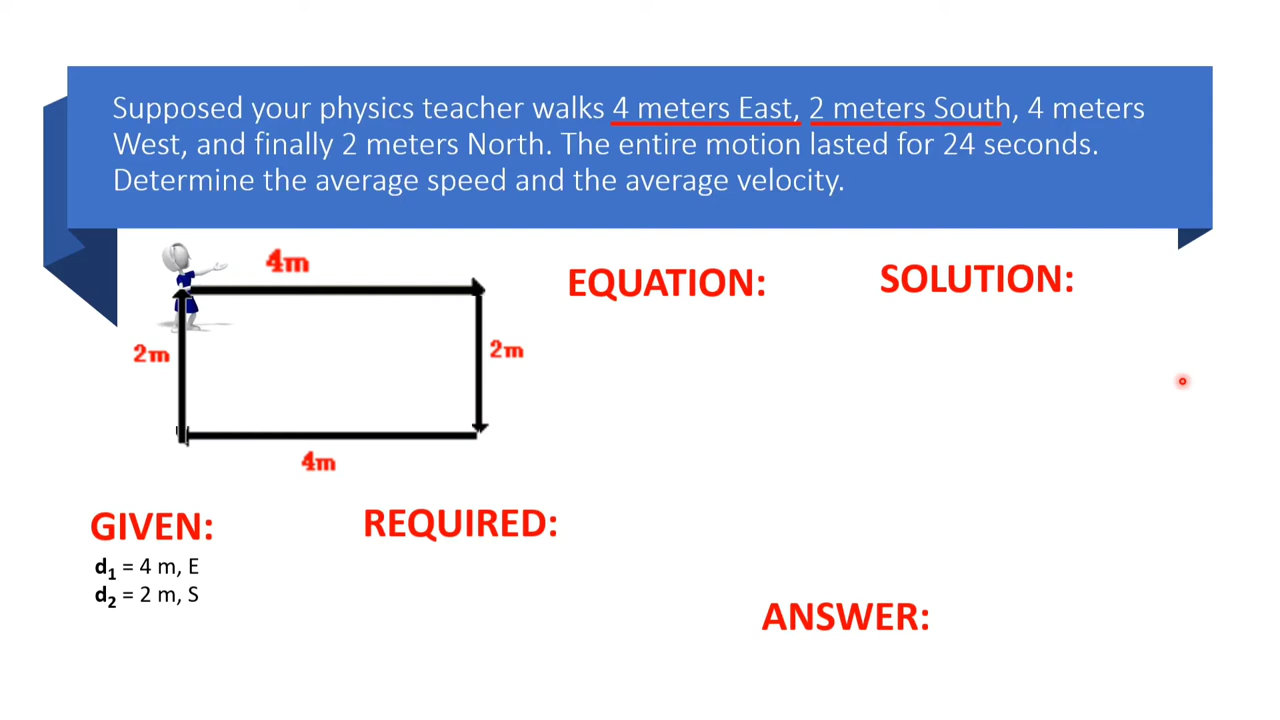 Supposed your physics teacher walks 4 meters East, 2 meters South, 4 meters
West, and finally 2 meters North. The entire motion lasted for 24 seconds.
Determine the average speed and the average velocity.
4m
2m
2m
4m
EQUATION:
SOLUTION:
GIVEN:
d₁ = 4 m, E
d₂ = 2 m, S
REQUIRED:
ANSWER: